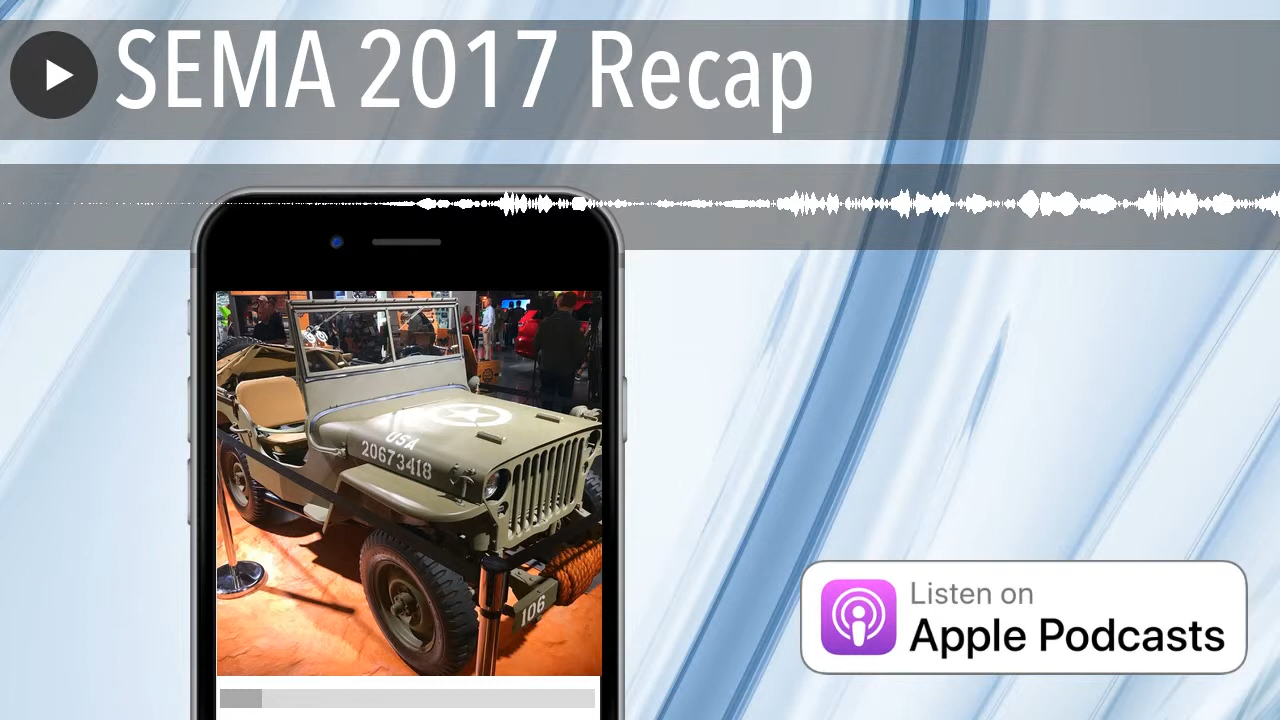 SEMA 2017 Recap
USA
20673418
106
Listen on
Apple Podcasts